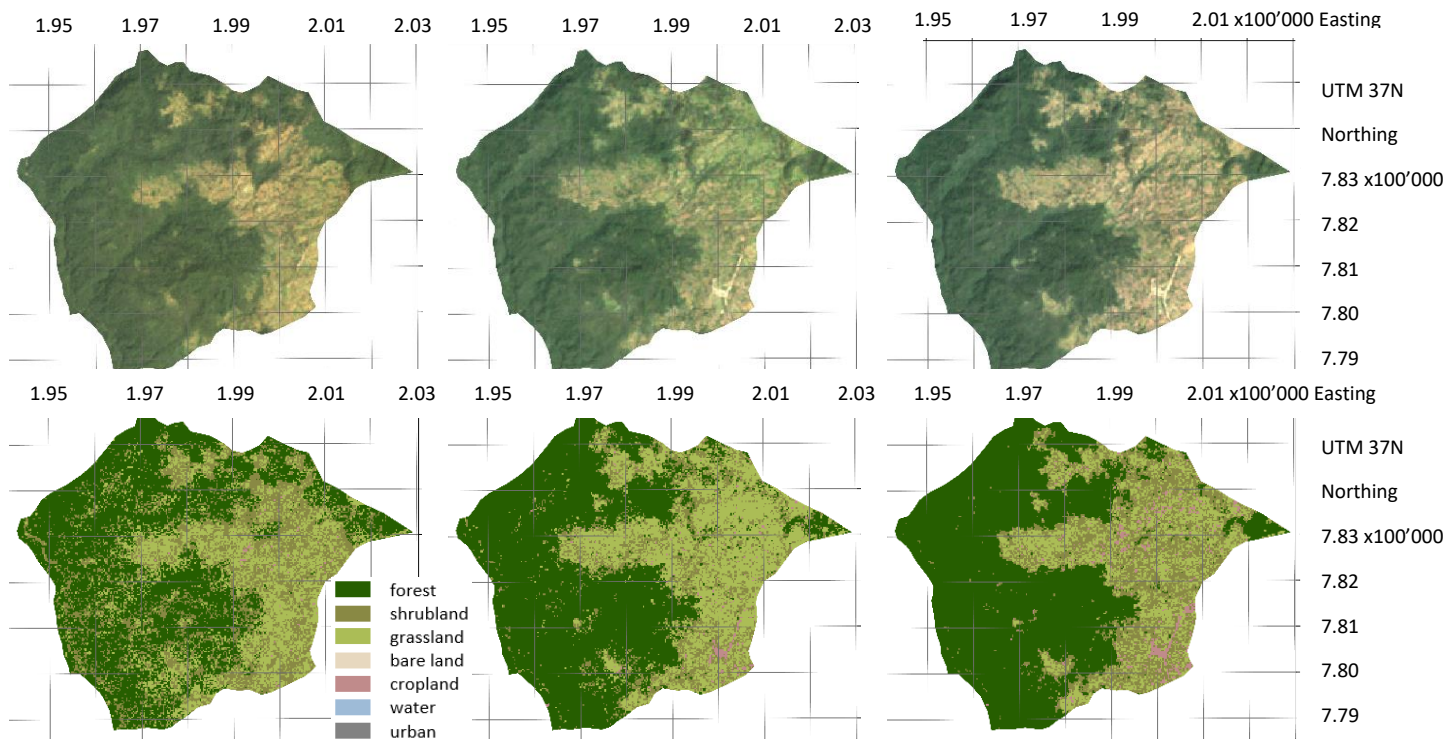 1.95 1.97 1.99 2.01 2.03 1.95 1.97 1.99 2.01 2.03 1.95 1.97 1.99 2.01 x100'000 Easting
UTM 37N
Northing
7.83 x100'000
7.82
7.81
7.80
7.79
1.95 1.97 1.99 2.01 2.03 1.95 1.97 1.99 2.01 2.03 1.95 1.97 1.99 2.01 x100'000 Easting
UTM 37N
Northing
7.83 x100'000
7.82
7.81
7.80
7.79
forest
shrubland
grassland
bare land
cropland
water
urban